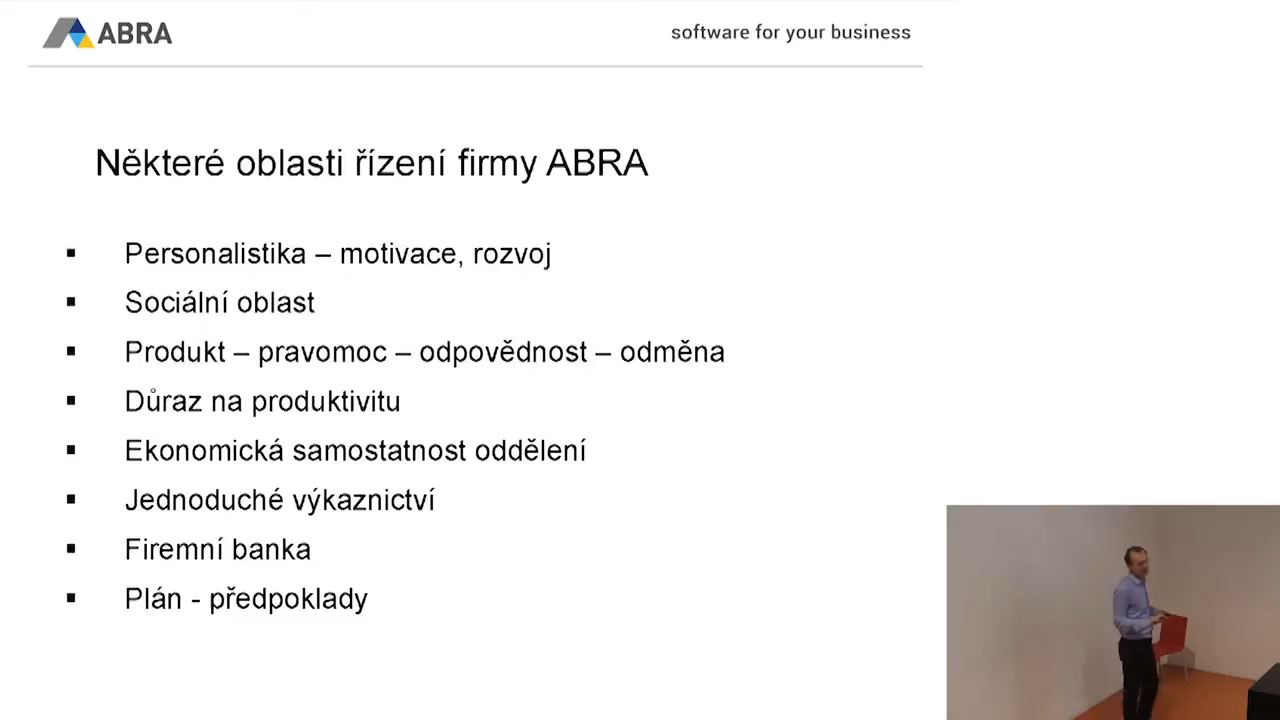 ABRA
software for your business
Některé oblasti řízení firmy ABRA
▪ Personalistika – motivace, rozvoj
▪ Sociální oblast
▪ Produkt – pravomoc – odpovědnost – odměna
▪ Důraz na produktivitu
▪ Ekonomická samostatnost oddělení
▪ Jednoduché výkaznictví
▪ Firemní banka
▪ Plán - předpoklady